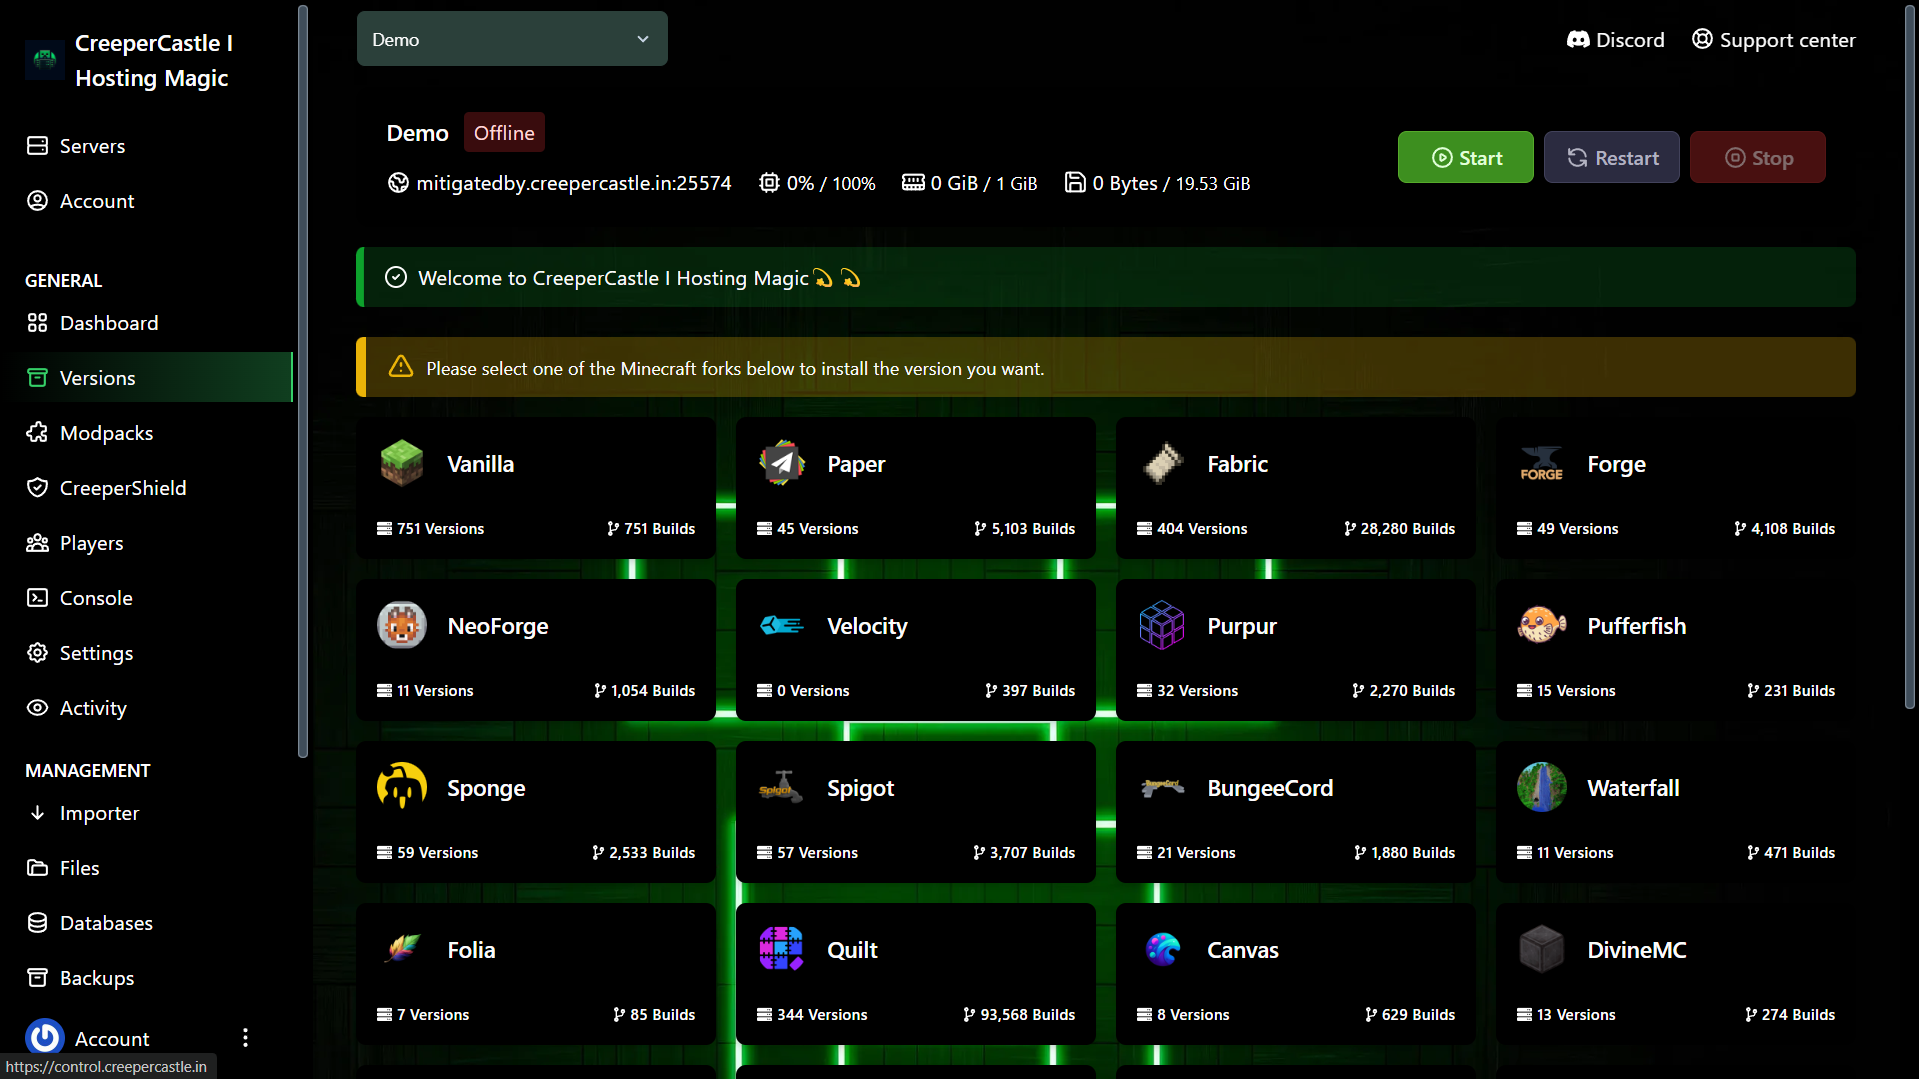 CreeperCastle I
Hosting Magic
Servers
Account
GENERAL
Dashboard
Versions
Modpacks
CreeperShield
Players
Console
Settings
Activity
MANAGEMENT
Importer
Files
Databases
Backups
Account
https://control.creepercastle.in
Demo
Discord
Support center
Demo
Offline
mitigatedby.creepercastle.in:25574
0% / 100%
0 GiB / 1 GiB
0 Bytes / 19.53 GiB
Start
Restart
Stop
Welcome to CreeperCastle I Hosting Magic💫 💫
Please select one of the Minecraft forks below to install the version you want.
Vanilla
751 Versions
751 Builds
Paper
45 Versions
5,103 Builds
Fabric
404 Versions
28,280 Builds
FORGE
Forge
49 Versions
4,108 Builds
NeoForge
11 Versions
1,054 Builds
Velocity
0 Versions
397 Builds
Purpur
32 Versions
2,270 Builds
Pufferfish
15 Versions
231 Builds
Sponge
59 Versions
2,533 Builds
Spigot
Spigot
57 Versions
3,707 Builds
BungeeCord
BungeeCord
21 Versions
1,880 Builds
Waterfall
11 Versions
471 Builds
Folia
7 Versions
85 Builds
Quilt
344 Versions
93,568 Builds
Canvas
8 Versions
629 Builds
DivineMC
13 Versions
274 Builds